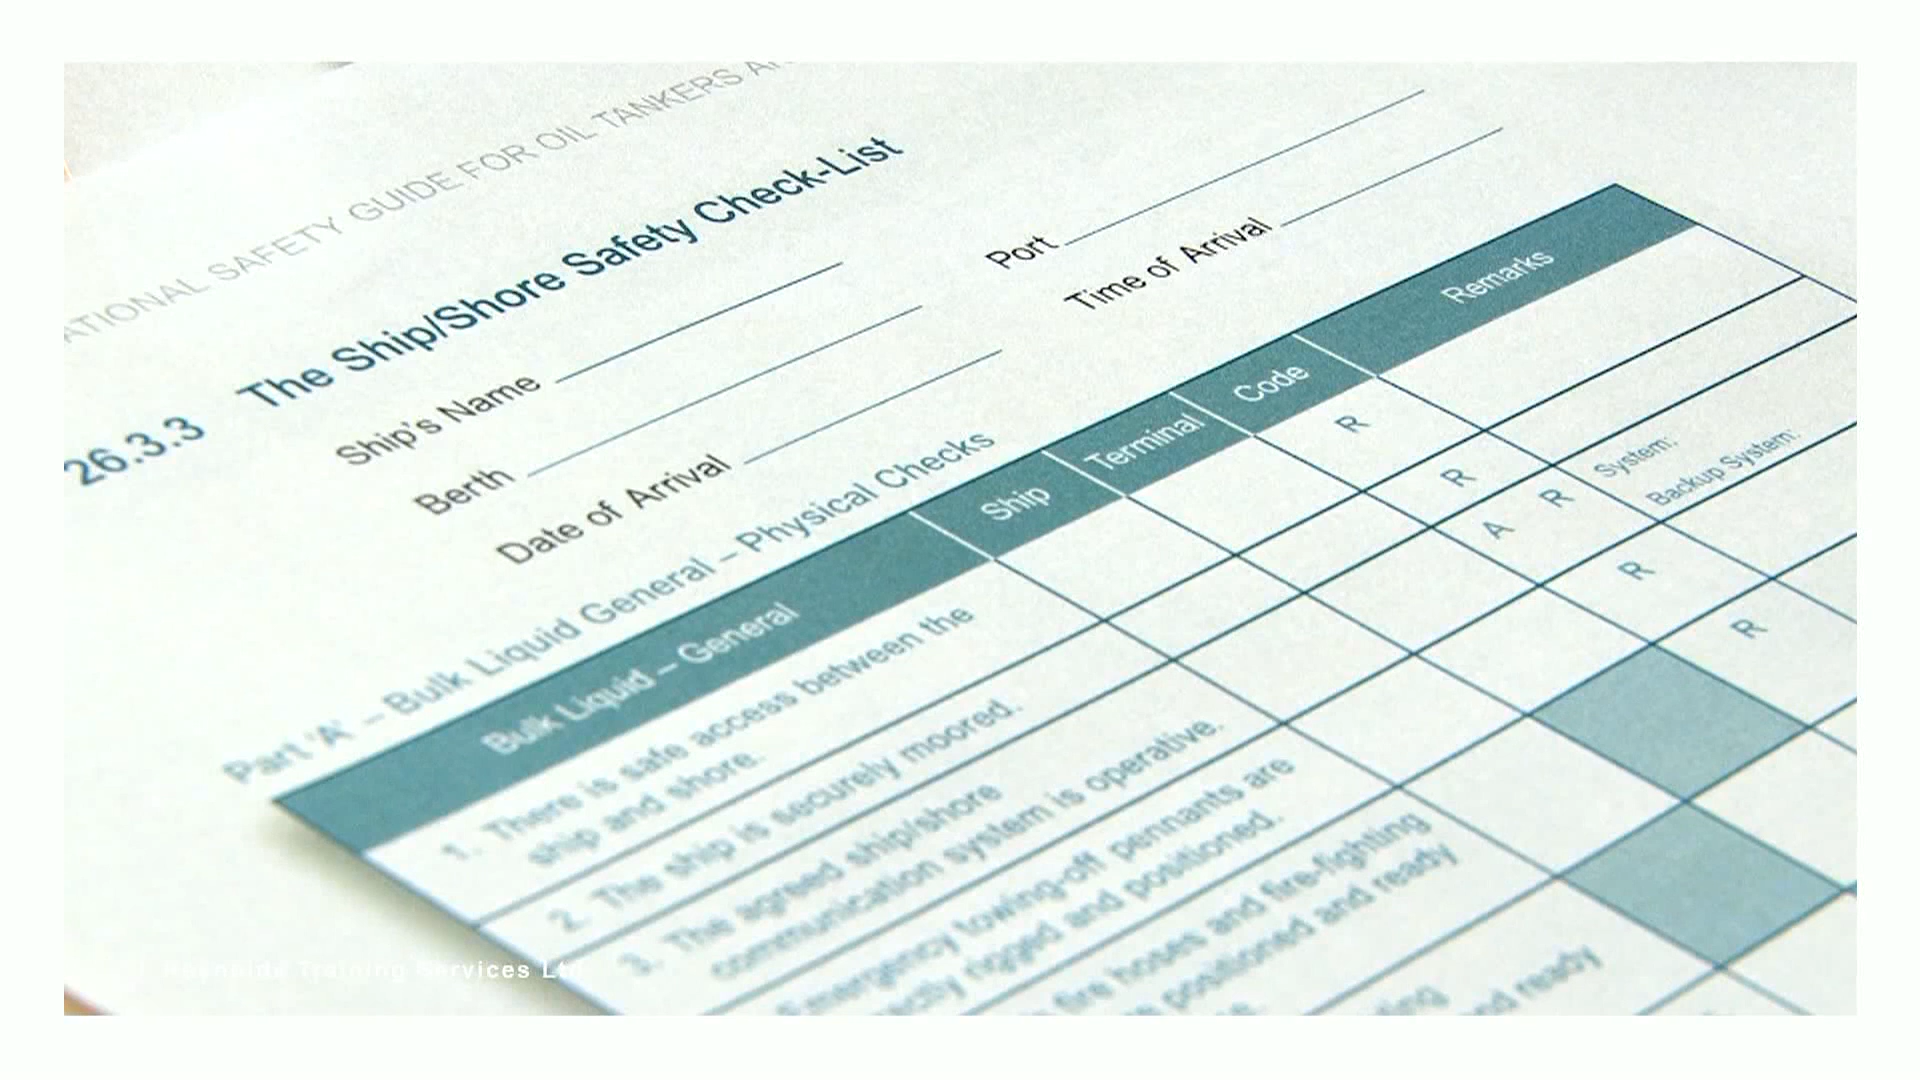 ATIONAL SAFETY GUIDE FOR OIL TANKERS A
26.3.3 The Ship/Shore Safety Check-List
Ship's Name
Port
Berth
Time of Arrival
Date of Arrival
Part 'A' – Bulk Liquid General – Physical Checks
Bulk Liquid – General Ship Terminal Code Remarks
1. There is safe access between the
ship and shore.
R
2. The ship is securely moored.
R
3. The agreed ship/shore
communication system is operative.
A R
System:
Backup System:
Emergency towing-off pennants are
rectly rigged and positioned.
R
fire hoses and fire-fighting
positioned and ready
R
nd ready
Training Services Ltd